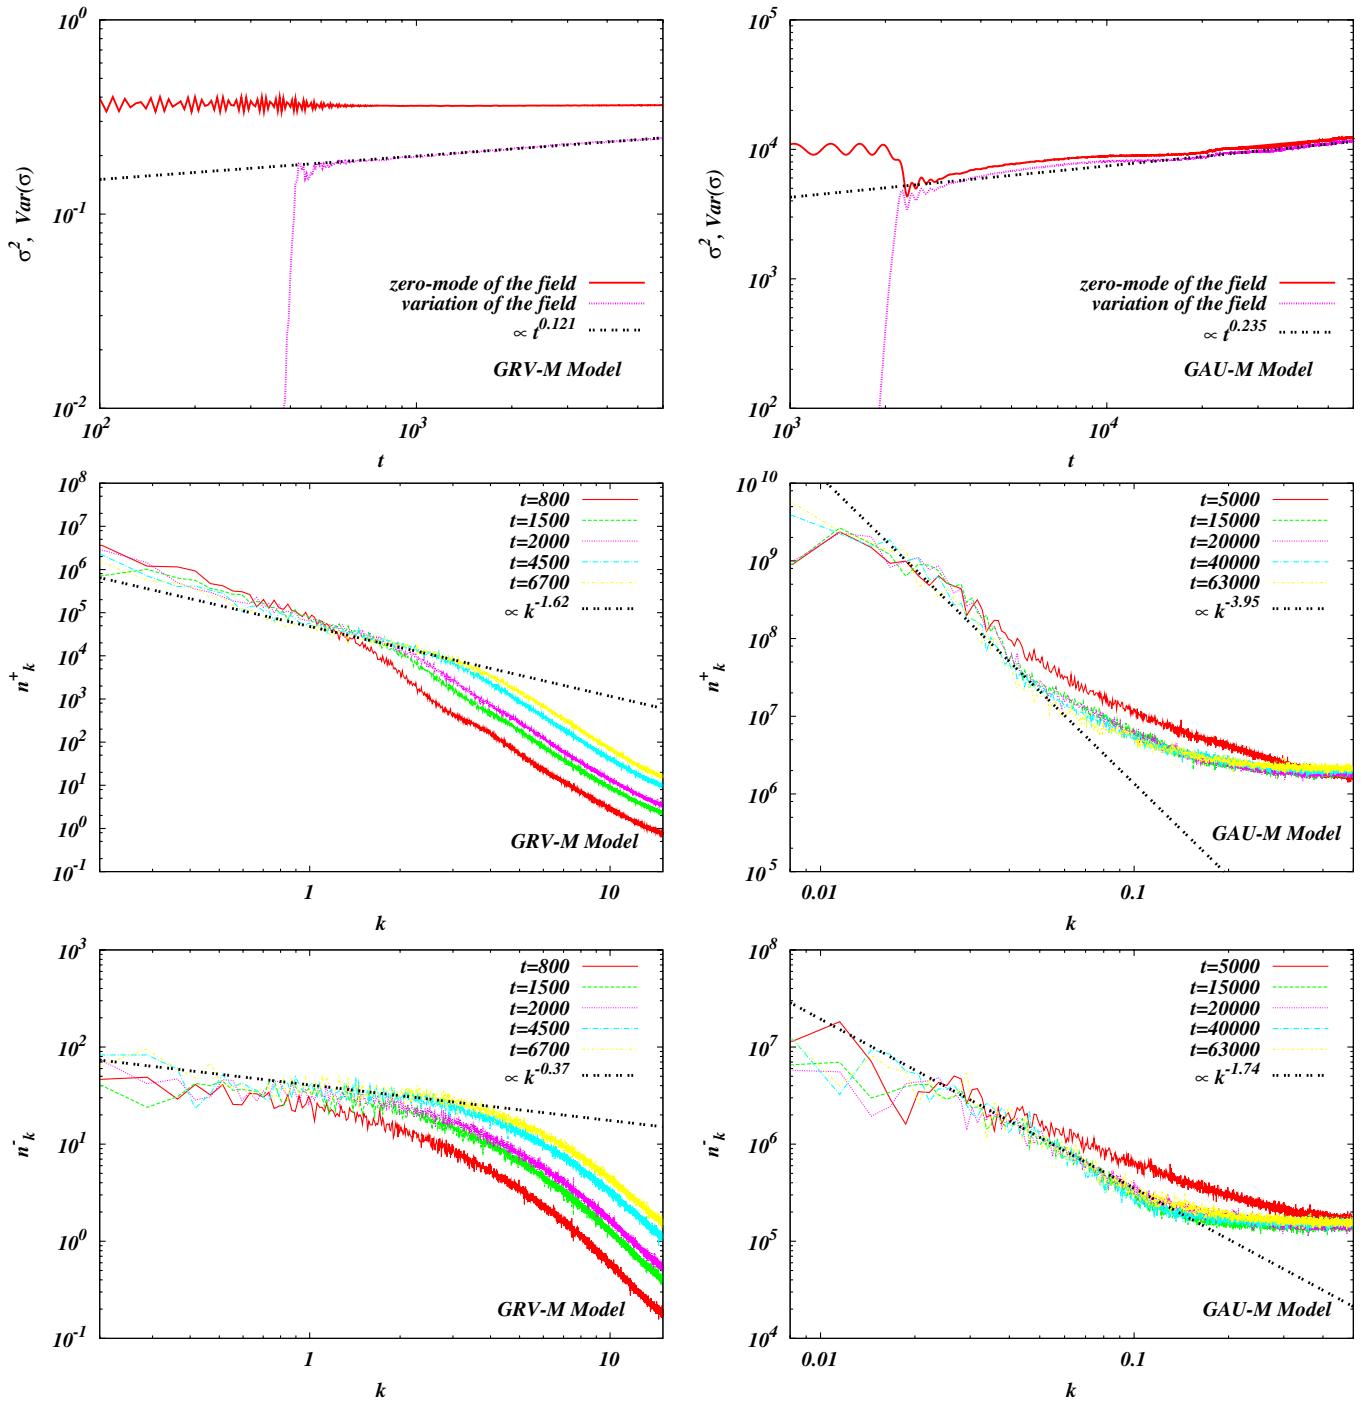 10^0
10^-1
10^-2
σ^2, Var(σ)
zero-mode of the field
variation of the field
∝ t^0.121
GRV-M Model
10^2
10^3
t
10^5
10^4
10^3
10^2
σ^2, Var(σ)
zero-mode of the field
variation of the field
∝ t^0.235
GAU-M Model
10^3
10^4
t
10^8
10^7
10^6
10^5
10^4
10^3
10^2
10^1
10^0
10^-1
n^+_k
t=800
t=1500
t=2000
t=4500
t=6700
∝ k^-1.62
GRV-M Model
1
10
k
10^10
10^9
10^8
10^7
10^6
10^5
n^+_k
t=5000
t=15000
t=20000
t=40000
t=63000
∝ k^-3.95
GAU-M Model
0.01
0.1
k
10^3
10^2
10^1
10^0
10^-1
n^-_k
t=800
t=1500
t=2000
t=4500
t=6700
∝ k^-0.37
GRV-M Model
1
10
k
10^8
10^7
10^6
10^5
10^4
n^-_k
t=5000
t=15000
t=20000
t=40000
t=63000
∝ k^-1.74
GAU-M Model
0.01
0.1
k